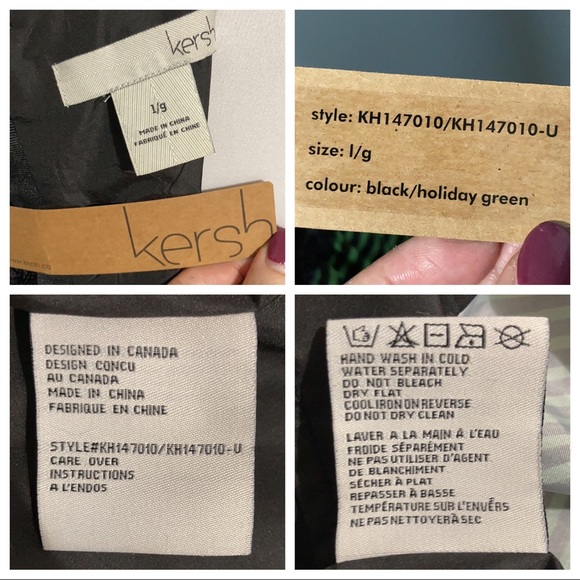 kersh
l/g
MADE IN CHINA
FABRIQUÉ EN CHINE
kersh
style: KH147010/KH147010-U
size: l/g
colour: black/holiday green
DESIGNED IN CANADA
DESIGN CONCU
AU CANADA
MADE IN CHINA
FABRIQUE EN CHINE
STYLE#KH147010/KH147010-U
CARE OVER
INSTRUCTIONS
A L'ENDOS
HAND WASH IN COLD
WATER SEPARATELY
DO NOT BLEACH
DRY FLAT
COOL IRON ON REVERSE
DO NOT DRY CLEAN
LAVER A LA MAIN Â L'EAU
FROIDE SÉPARÉMENT
NE PAS UTILISER D'AGENT
DE BLANCHIMENT
SÉCHER À PLAT
REPASSER À BASSE
TEMPÉRATURE SUR L'ENVÉRS
NE PAS NETTOYER À SEC